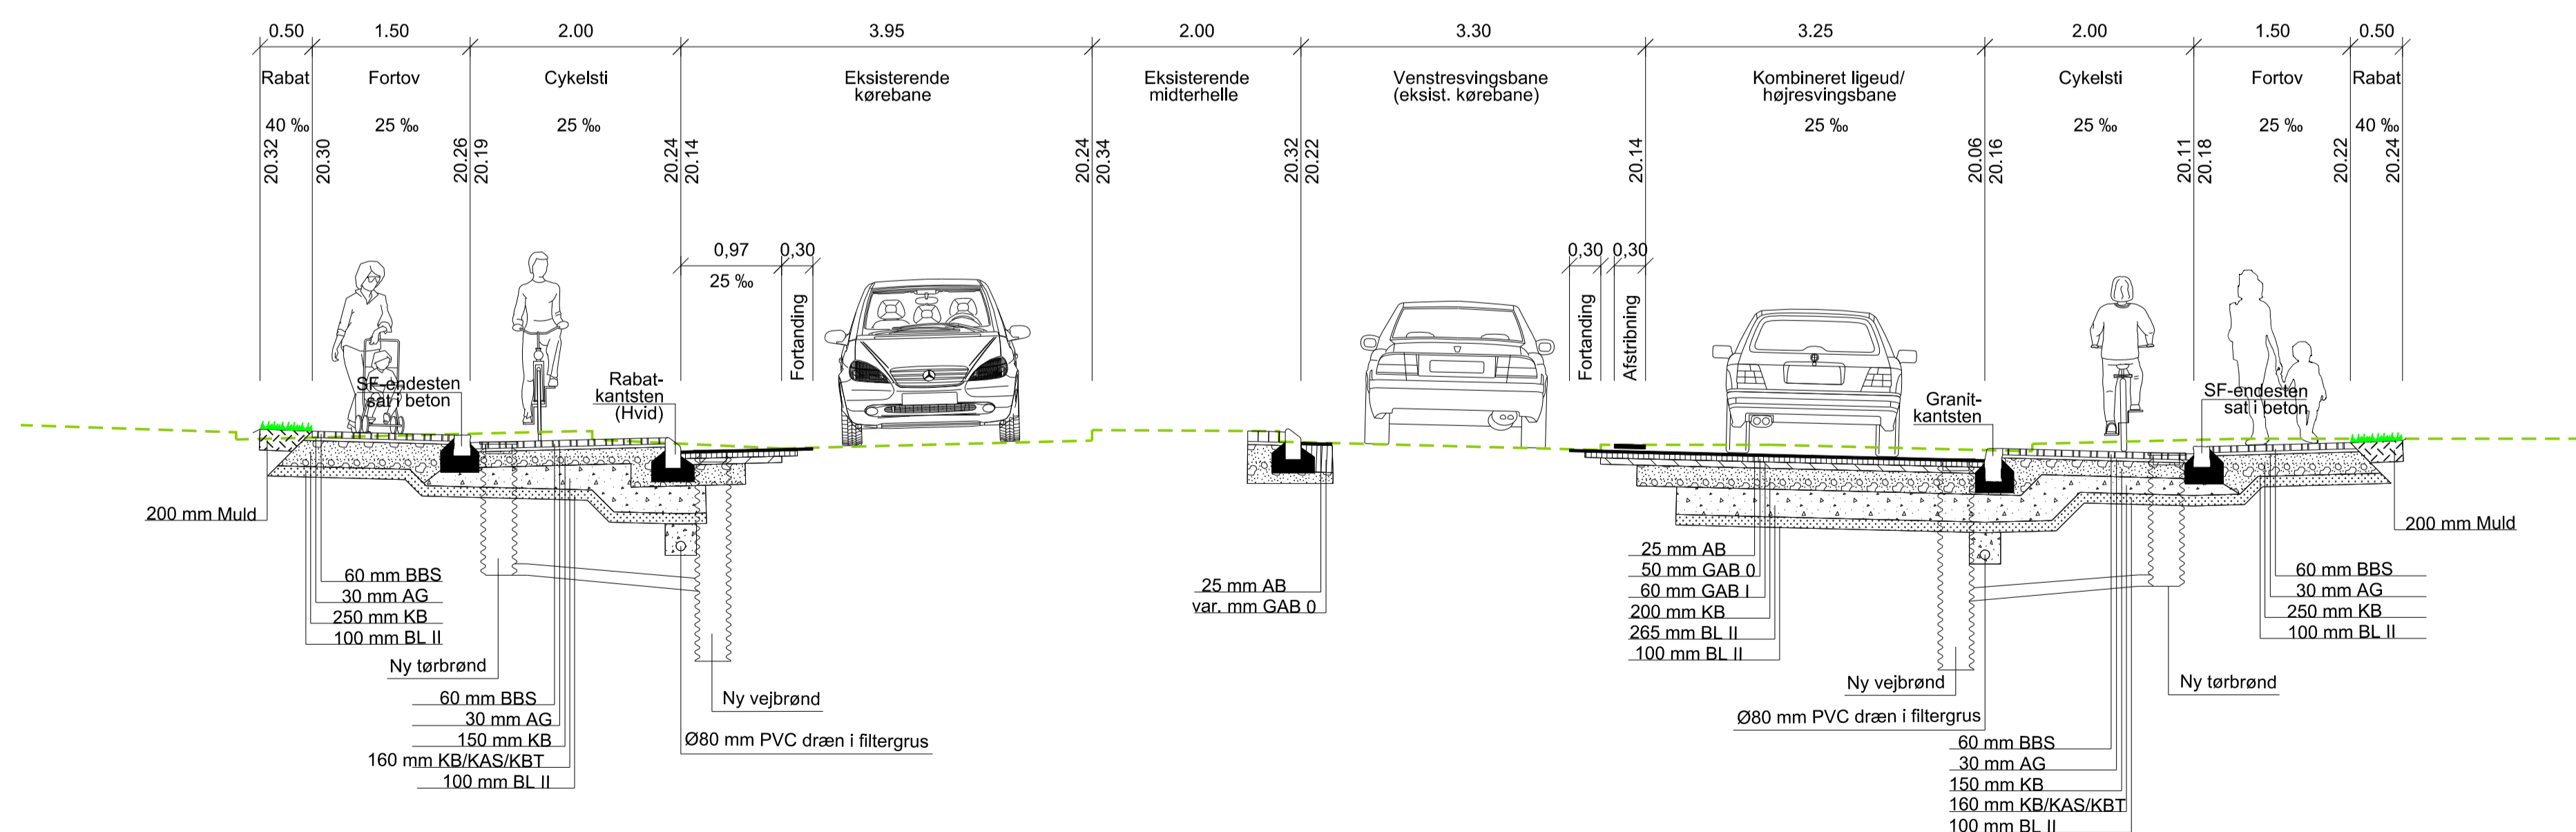 0.50 1.50 2.00 3.95 2.00 3.30 3.25 2.00 1.50 0.50
Rabat Fortov Cykelsti Eksisterende Eksisterende Venstresvingsbane Kombineret ligeud/ Cykelsti Fortov Rabat
kørebane midterhelle (eksist. kørebane) højresvingsbane
40 ‰ 25 ‰ 25 ‰ 25 ‰ 25 ‰ 25 ‰ 40 ‰
20.32 20.30 20.26 20.19 20.24 20.14 20.24 20.34 20.32 20.22 20.14 20.06 20.16 20.11 20.18 20.22 20.24
0,97 0,30 0,30 0,30
25 ‰
Fortanding Fortanding Afstribning
SF-endesten
sat i beton
Rabat-
kantsten
(Hvid)
Granit-
kantsten
SF-endesten
sat i beton
200 mm Muld
60 mm BBS
30 mm AG
250 mm KB
100 mm BL II
Ny tørbrønd
60 mm BBS
30 mm AG
150 mm KB
160 mm KB/KAS/KBT
100 mm BL II
Ny vejbrønd
Ø80 mm PVC dræn i filtergrus
25 mm AB
var. mm GAB 0
25 mm AB
50 mm GAB 0
60 mm GAB I
200 mm KB
265 mm BL II
100 mm BL II
Ny vejbrønd
Ø80 mm PVC dræn i filtergrus
60 mm BBS
30 mm AG
150 mm KB
160 mm KB/KAS/KBT
100 mm BL II
200 mm Muld
60 mm BBS
30 mm AG
250 mm KB
100 mm BL II
Ny tørbrønd